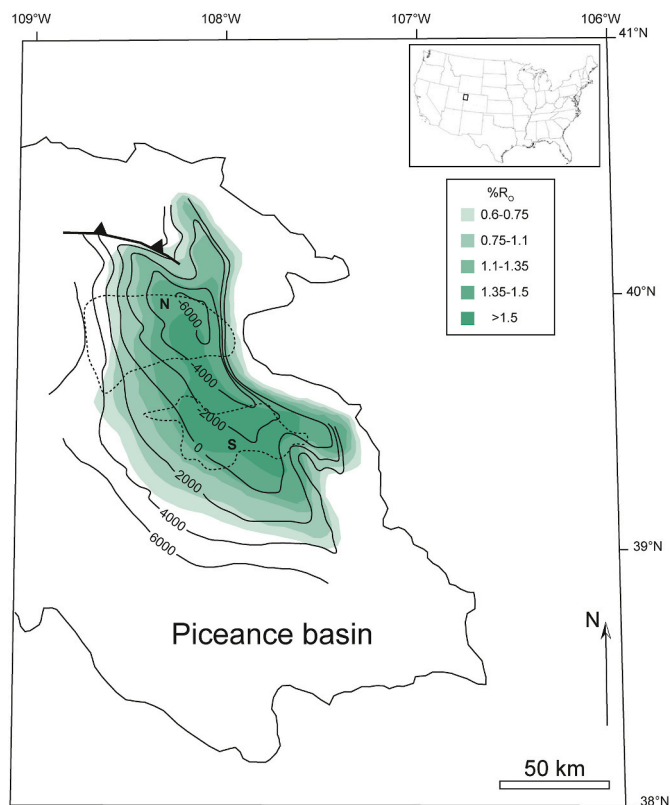 109°W 108°W 107°W 106°W
41°N
%Rₒ
0.6-0.75
0.75-1.1
1.1-1.35
1.35-1.5
>1.5
40°N
N
-6000
-4000
-2000
S
0
2000
4000
6000
39°N
Piceance basin
N
50 km
38°N